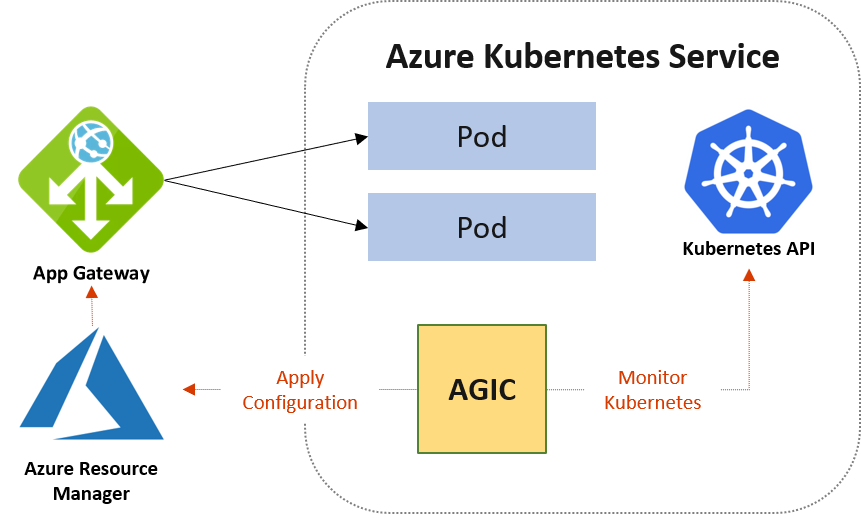 Azure Kubernetes Service
Pod
Pod
App Gateway
Kubernetes API
Apply
Configuration
AGIC
Monitor
Kubernetes
Azure Resource
Manager